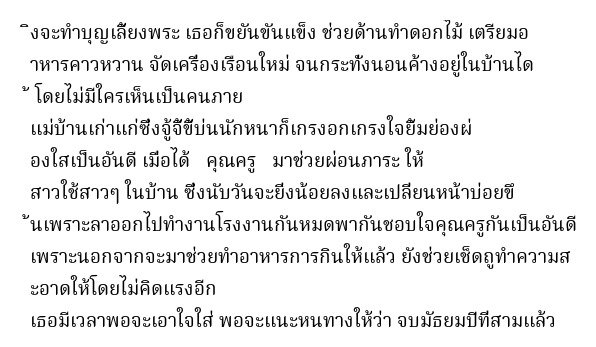 ิงจะทำบุญเลี้ยงพระ เธอก็ขยันขันแข็ง ช่วยด้านทำดอกไม้ เตรียมอ
าหารคาวหวาน จัดเครื่องเรือนใหม่ จนกระทั่งนอนค้างอยู่ในบ้านได
้ โดยไม่มีใครเห็นเป็นคนภาย
แม่บ้านเก่าแก่ซึ่งจู้จี้ขี้บ่นนักหนาก็เกรงอกเกรงใจยิ้มย่องผ่
องใสเป็นอันดี เมื่อได้ คุณครู มาช่วยผ่อนภาระ ให้
สาวใช้สาวๆ ในบ้าน ซึ่งนับวันจะยิ่งน้อยลงและเปลี่ยนหน้าบ่อยขึ
้นเพราะลาออกไปทำงานโรงงานกันหมดพากันชอบใจคุณครูกันเป็นอันดี
เพราะนอกจากจะมาช่วยทำอาหารการกินให้แล้ว ยังช่วยเช็ดถูทำความส
ะอาดให้โดยไม่คิดแรงอีก
เธอมีเวลาพอจะเอาใจใส่ พอจะแนะหนทางให้ว่า จบมัธยมปีที่สามแล้ว